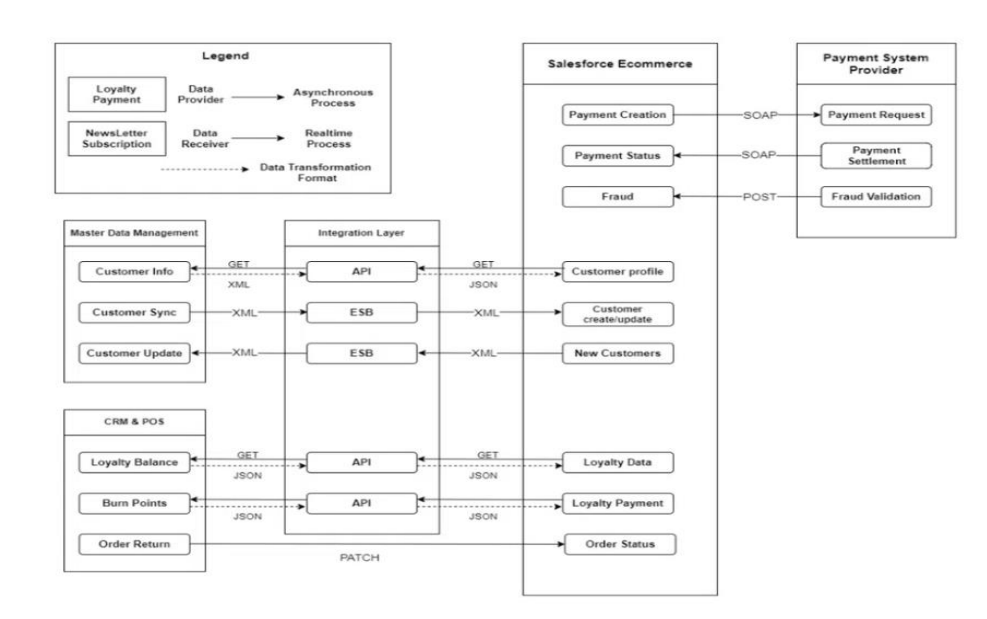 Legend
Loyalty
Payment
Data
Provider
Asynchronous
Process
NewsLetter
Subscription
Data
Receiver
Realtime
Process
Data Transformation
Format
Salesforce Ecommerce
Payment System
Provider
Payment Creation
SOAP
Payment Request
Payment Status
SOAP
Payment
Settlement
Fraud
POST
Fraud Validation
Master Data Management
Integration Layer
Customer Info
GET
XML
API
GET
JSON
Customer profile
Customer Sync
XML
ESB
XML
Customer
create/update
Customer Update
XML
ESB
XML
New Customers
CRM & POS
Loyalty Balance
GET
JSON
API
GET
JSON
Loyalty Data
Burn Points
JSON
API
JSON
Loyalty Payment
Order Return
PATCH
Order Status